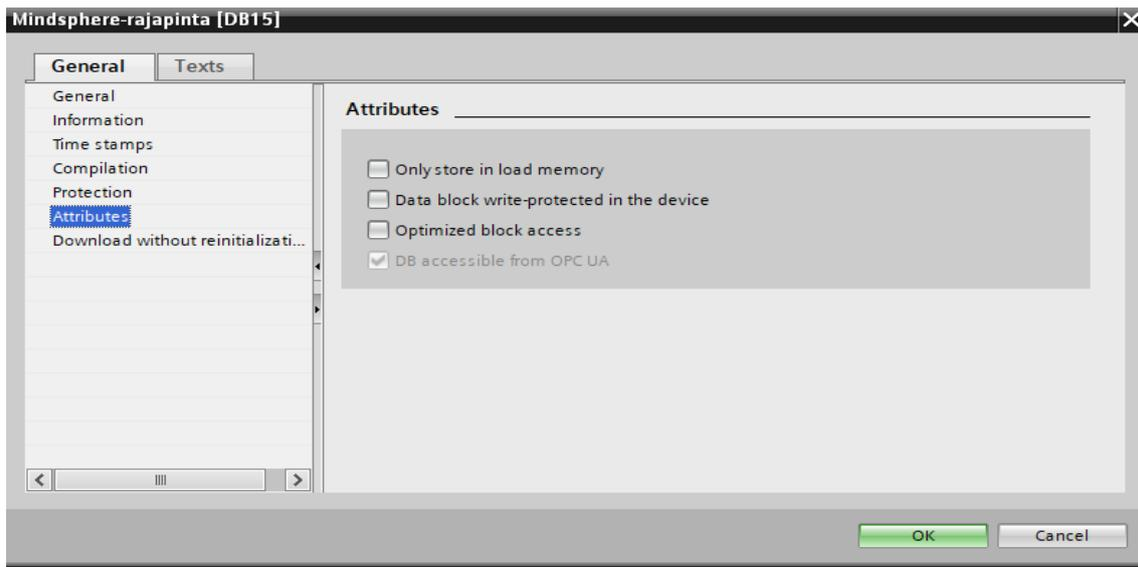 Mindsphere-rajapinta [DB15]
General
Texts
General
Information
Time stamps
Compilation
Protection
Attributes
Download without reinitializati...
Attributes
Only store in load memory
Data block write-protected in the device
Optimized block access
DB accessible from OPC UA
OK
Cancel